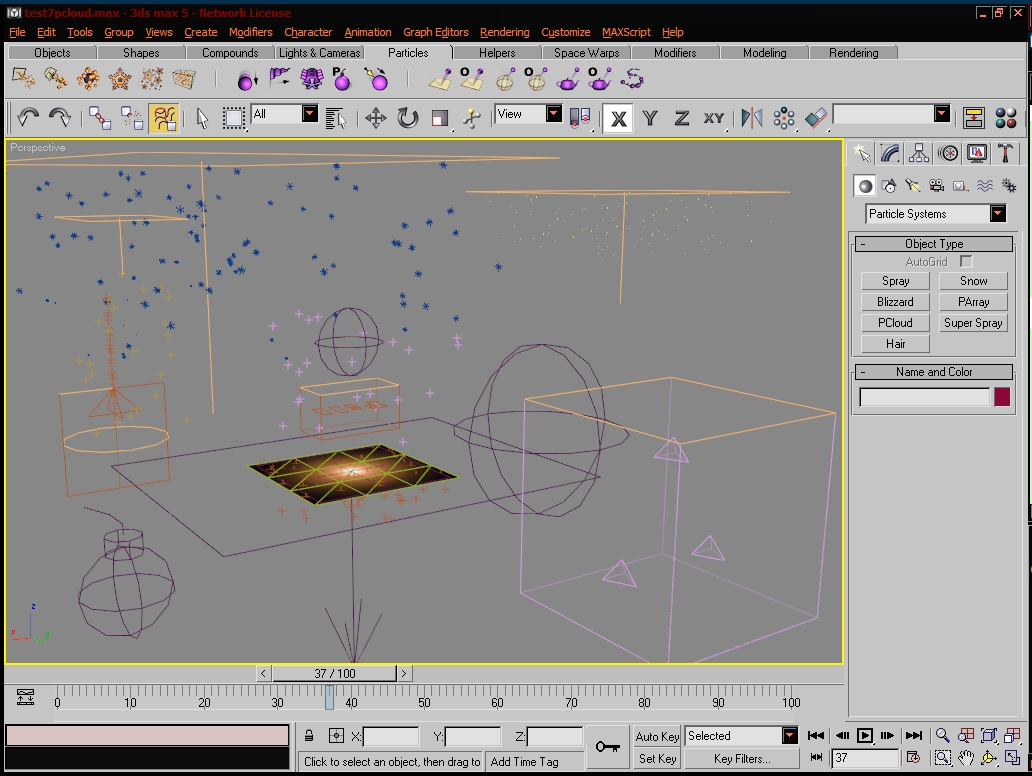 test7pcloud.max - 3ds max 5 - Network License
File Edit Tools Group Views Create Modifiers Character Animation Graph Editors Rendering Customize MAXScript Help
Objects Shapes Compounds Lights & Cameras Particles Helpers Space Warps Modifiers Modeling Rendering
All View X Y Z XY
Perspective
Particle Systems
- Object Type
AutoGrid
Spray Snow
Blizzard PArray
PCloud Super Spray
Hair
- Name and Color
z
y
< 37 / 100 >
0 10 20 30 40 50 60 70 80 90 100
X: Y: Z: Auto Key Selected
Click to select an object, then drag to Add Time Tag Set Key Key Filters... 37